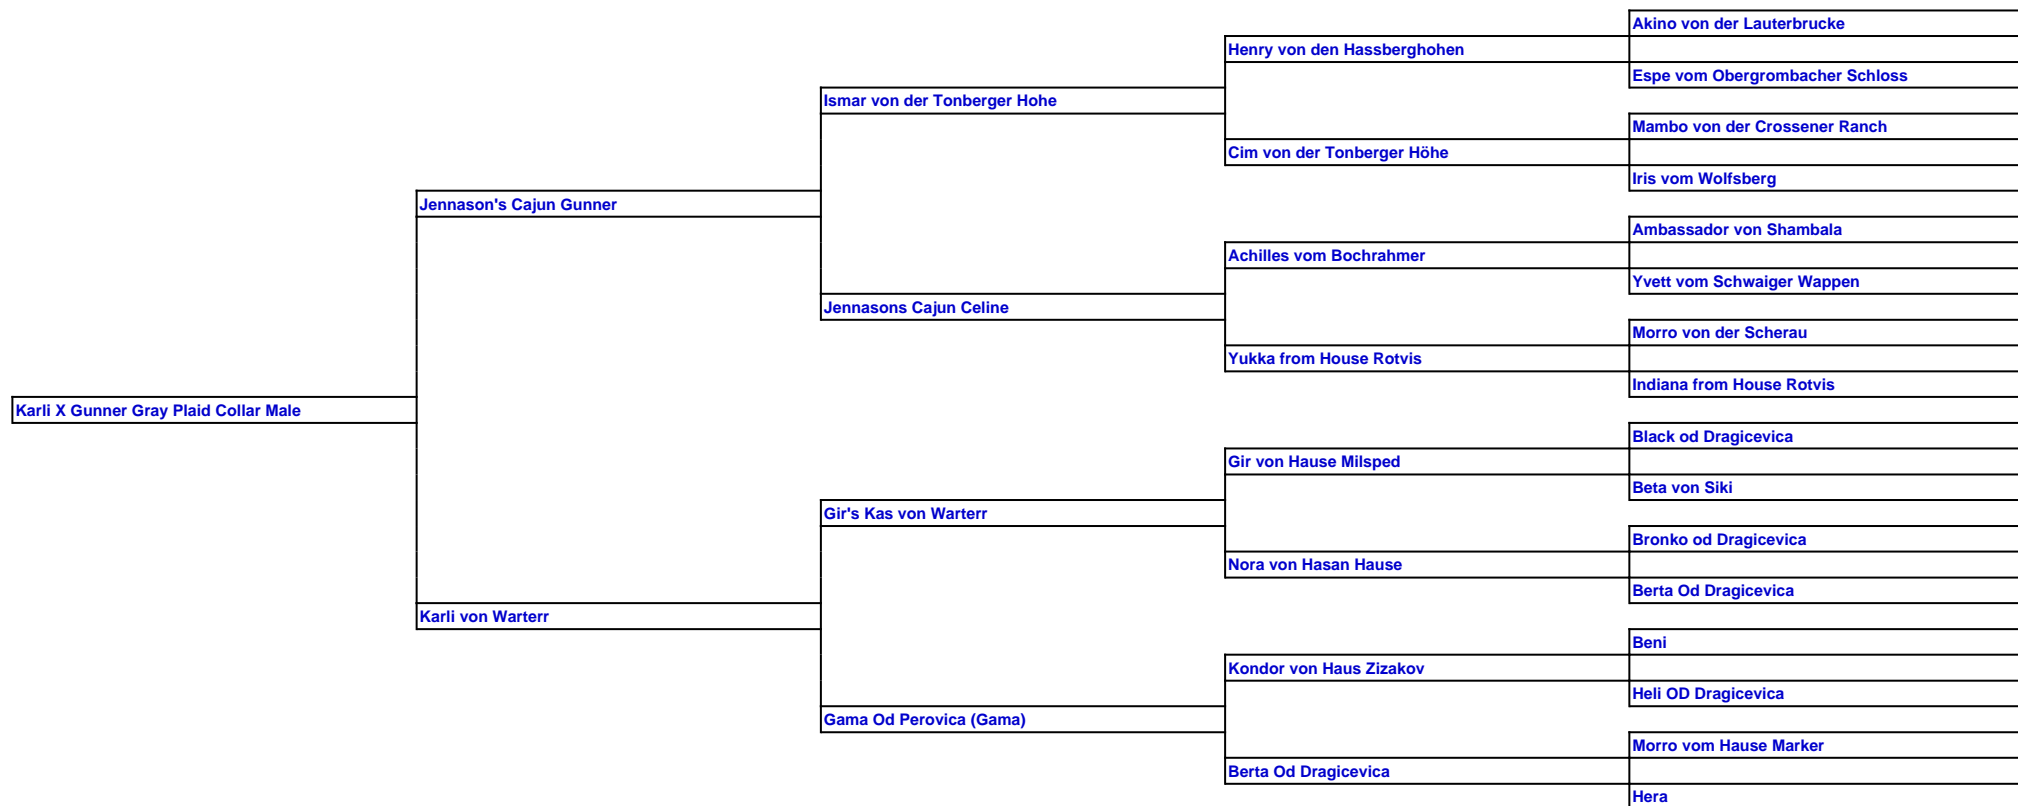 Akino von der Lauterbrucke
Henry von den Hassberghohen
Espe vom Obergrombacher Schloss
Ismar von der Tonberger Hohe
Mambo von der Crossener Ranch
Cim von der Tonberger Höhe
Iris vom Wolfsberg
Jennason's Cajun Gunner
Ambassador von Shambala
Achilles vom Bochrahmer
Yvett vom Schwaiger Wappen
Jennasons Cajun Celine
Morro von der Scherau
Yukka from House Rotvis
Indiana from House Rotvis
Karli X Gunner Gray Plaid Collar Male
Black od Dragicevica
Gir von Hause Milsped
Beta von Siki
Gir's Kas von Warterr
Bronko od Dragicevica
Nora von Hasan Hause
Berta Od Dragicevica
Karli von Warterr
Beni
Kondor von Haus Zizakov
Heli OD Dragicevica
Gama Od Perovica (Gama)
Morro vom Hause Marker
Berta Od Dragicevica
Hera